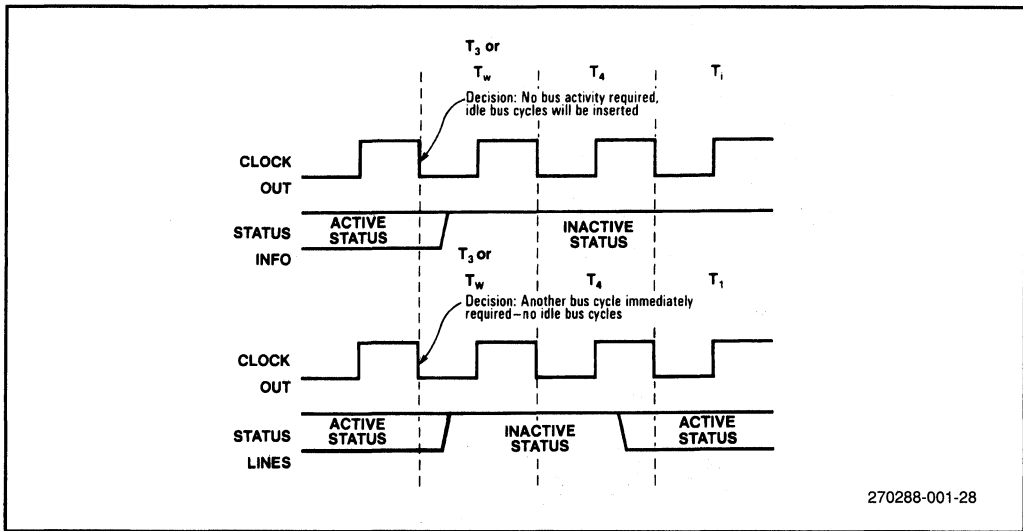 T3 or
Tw T4 Ti
Decision: No bus activity required,
idle bus cycles will be inserted
CLOCK
OUT
STATUS
INFO
ACTIVE
STATUS
INACTIVE
STATUS
T3 or
Tw T4 T1
Decision: Another bus cycle immediately
required–no idle bus cycles
CLOCK
OUT
STATUS
LINES
ACTIVE
STATUS
INACTIVE
STATUS
ACTIVE
STATUS
270288-001-28